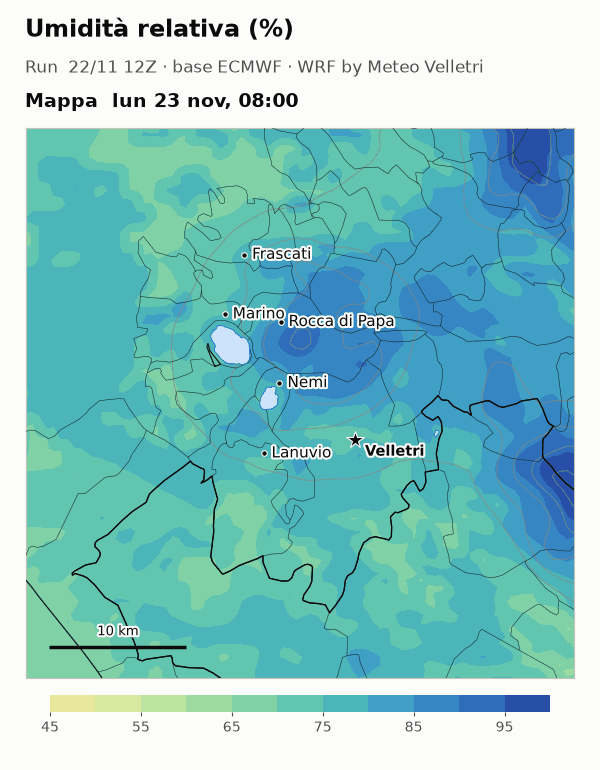 Umidità relativa (%)
Run  22/11 12Z · base ECMWF · WRF by Meteo Velletri
Mappa  lun 23 nov, 08:00
Frascati
Marino
Rocca di Papa
Nemi
Velletri
Lanuvio
10 km
45 55 65 75 85 95